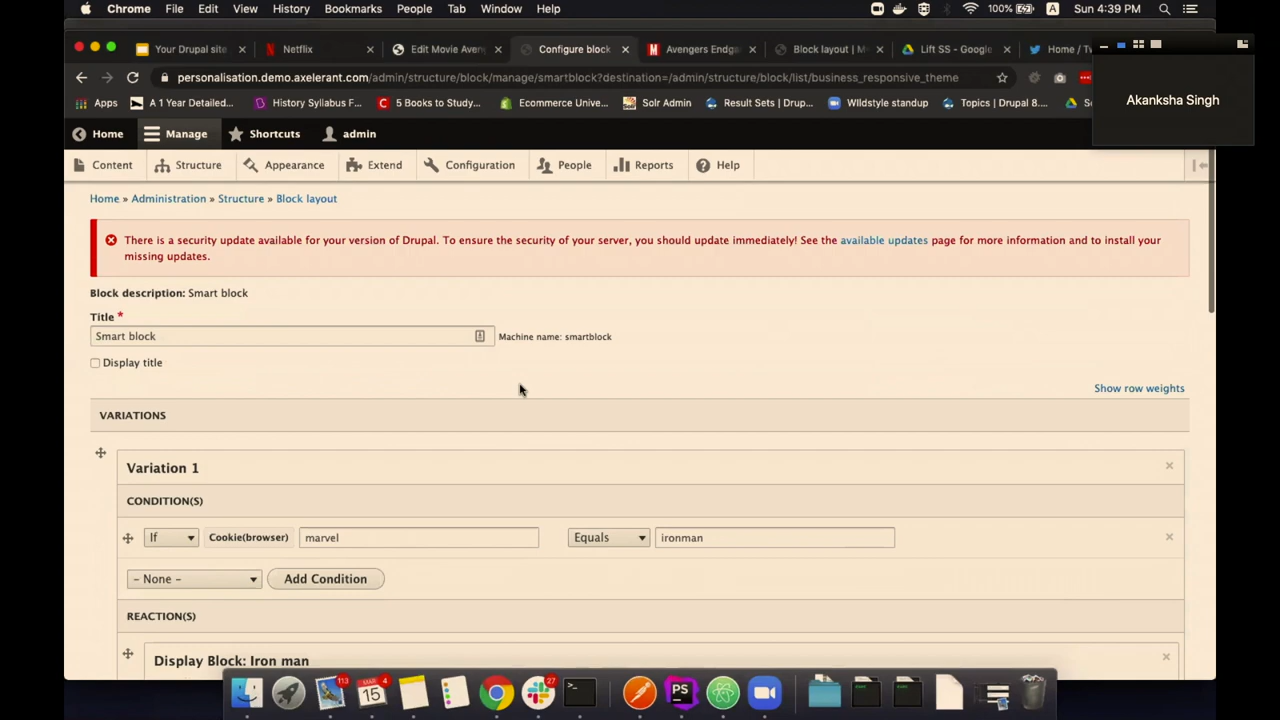 Chrome File Edit View History Bookmarks People Tab Window Help 100% A Sun 4:39 PM
Your Drupal site Netflix Edit Movie Aven Configure block Avengers Endg Block layout | M Lift SS - Google Home / Tw
personalisation.demo.axelerant.com/admin/structure/block/manage/smartblock?destination=/admin/structure/block/list/business_responsive_theme
Apps A 1 Year Detailed... History Syllabus F... 5 Books to Study... Ecommerce Unive... Solr Admin Result Sets | Drup... Wildstyle standup Topics | Drupal 8....
Akanksha Singh
Home Manage Shortcuts admin
Content Structure Appearance Extend Configuration People Reports Help
Home » Administration » Structure » Block layout
There is a security update available for your version of Drupal. To ensure the security of your server, you should update immediately! See the available updates page for more information and to install your
missing updates.
Block description: Smart block
Title *
Smart block Machine name: smartblock
Display title
Show row weights
VARIATIONS
Variation 1
CONDITION(S)
If Cookie(browser) marvel Equals ironman
- None - Add Condition
REACTION(S)
Display Block: Iron man
113 MAR 15 4 27 PS